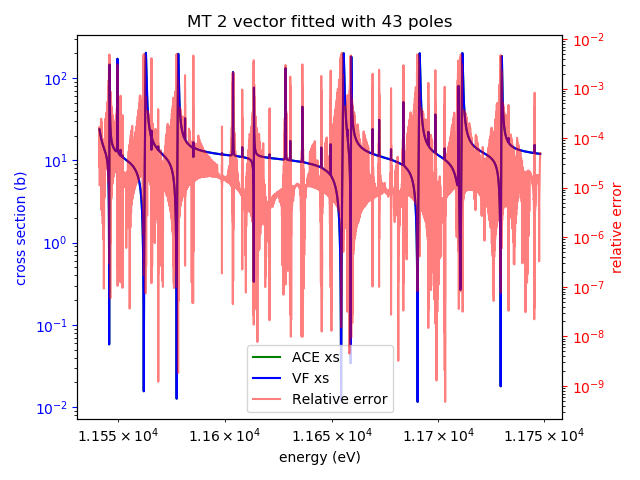 MT 2 vector fitted with 43 poles
10²
10¹
10⁰
10⁻¹
10⁻²
cross section (b)
10⁻²
10⁻³
10⁻⁴
10⁻⁵
10⁻⁶
10⁻⁷
10⁻⁸
10⁻⁹
relative error
ACE xs
VF xs
Relative error
1.155 × 10⁴ 1.16 × 10⁴ 1.165 × 10⁴ 1.17 × 10⁴ 1.175 × 10⁴
energy (eV)